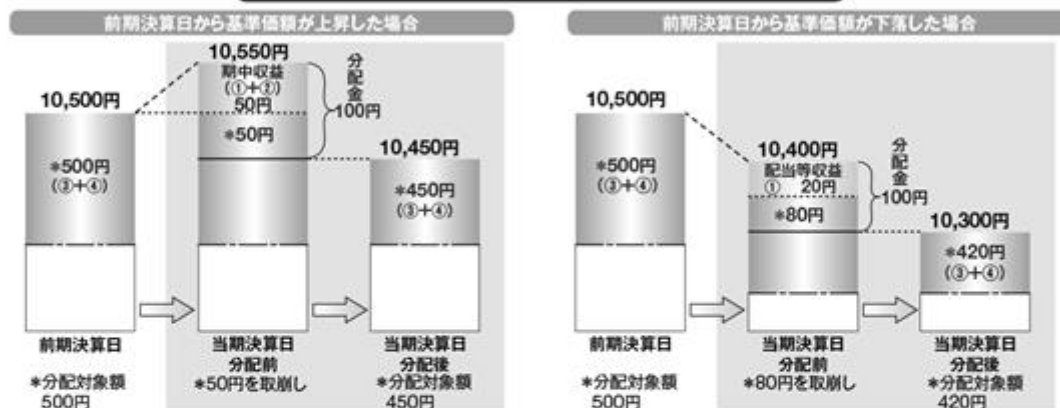 前期決算日から基準価額が上昇した場合
10,550円
期中収益
(①+②)
50円
*50円
分配金
100円
10,500円
*500円
(③+④)
10,450円
*450円
(③+④)
前期決算日
当期決算日
分配前
当期決算日
分配後
*分配対象額
500円
*50円を取崩し
*分配対象額
450円
前期決算日から基準価額が下落した場合
10,500円
*500円
(③+④)
10,400円
配当等収益
① 20円
*80円
分配金
100円
10,300円
*420円
(③+④)
前期決算日
当期決算日
分配前
当期決算日
分配後
*分配対象額
500円
*80円を取崩し
*分配対象額
420円